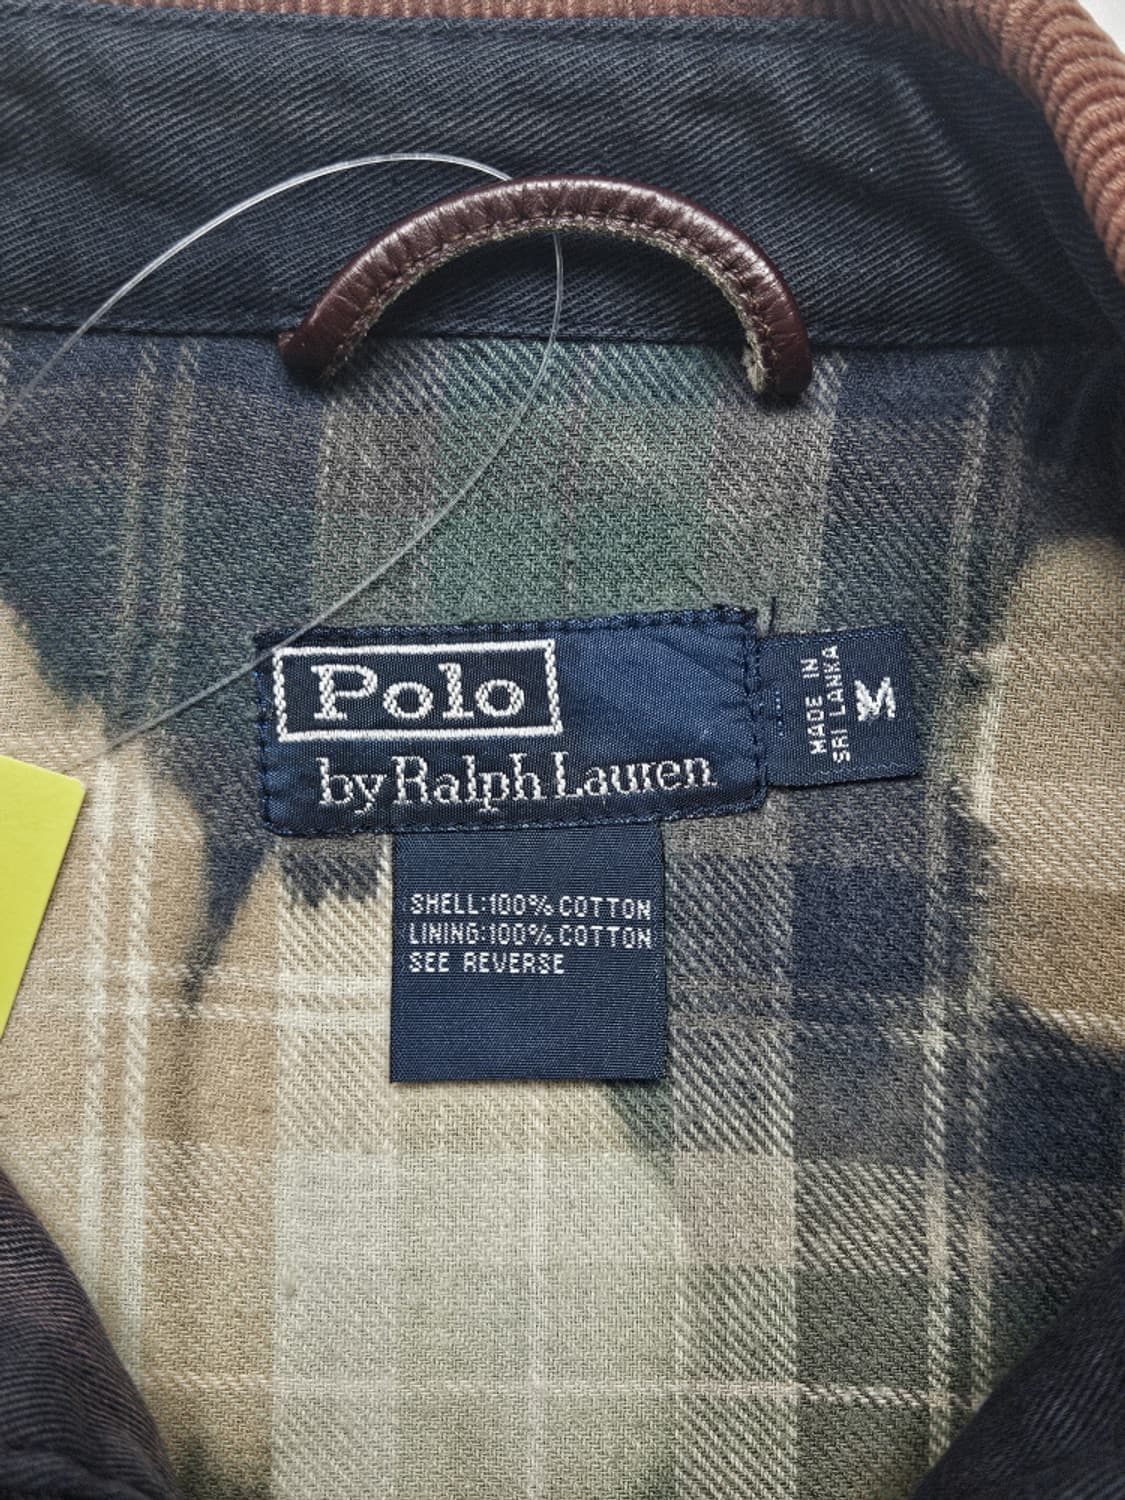 Polo
by Ralph Lauren
MADE IN
SRI LANKA
M
SHELL:100% COTTON
LINING:100% COTTON
SEE REVERSE